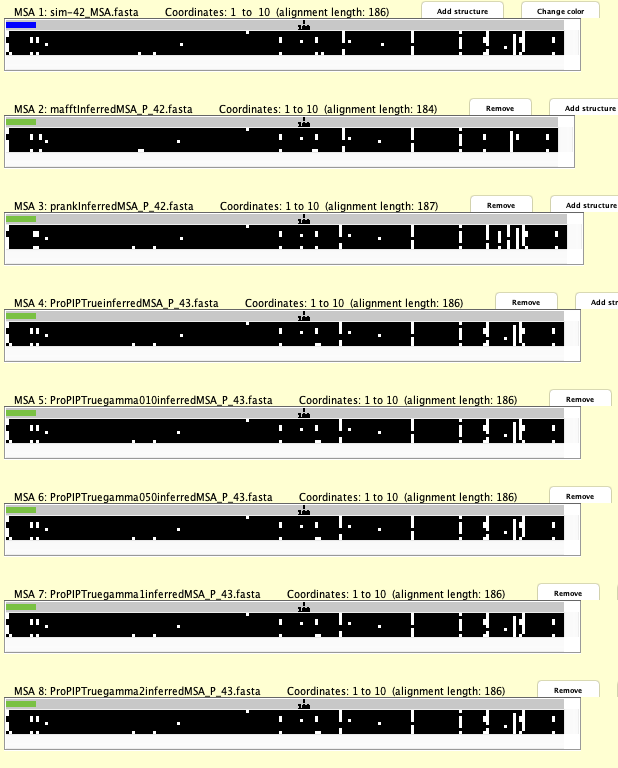 MSA 1: sim-42_MSA.fasta Coordinates: 1 to 10 (alignment length: 186) Add structure Change color
100
MSA 2: mafftInferredMSA_P_42.fasta Coordinates: 1 to 10 (alignment length: 184) Remove Add structure
100
MSA 3: prankInferredMSA_P_42.fasta Coordinates: 1 to 10 (alignment length: 187) Remove Add structure
100
MSA 4: ProPIPTrueinferredMSA_P_43.fasta Coordinates: 1 to 10 (alignment length: 186) Remove Add str
100
MSA 5: ProPIPTruegamma010inferredMSA_P_43.fasta Coordinates: 1 to 10 (alignment length: 186) Remove
100
MSA 6: ProPIPTruegamma050inferredMSA_P_43.fasta Coordinates: 1 to 10 (alignment length: 186) Remove
100
MSA 7: ProPIPTruegamma1inferredMSA_P_43.fasta Coordinates: 1 to 10 (alignment length: 186) Remove
100
MSA 8: ProPIPTruegamma2inferredMSA_P_43.fasta Coordinates: 1 to 10 (alignment length: 186) Remove
100